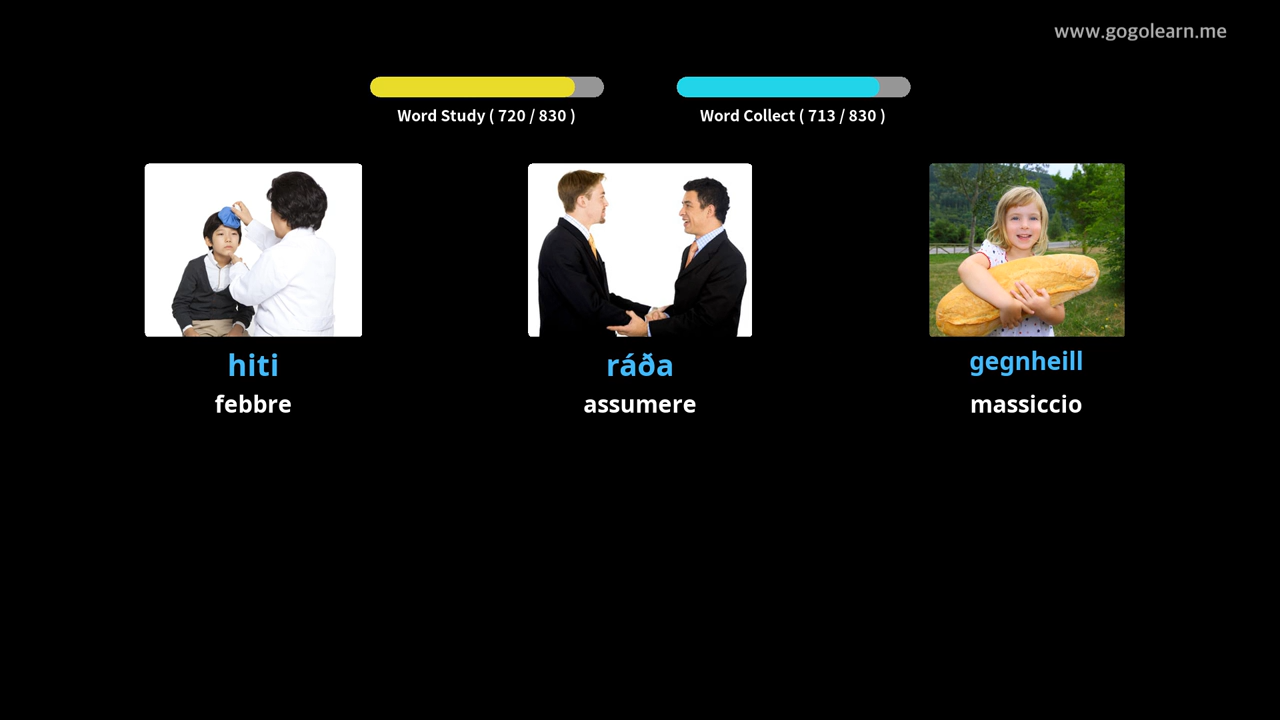 www.gogolearn.me
Word Study ( 720 / 830 )
Word Collect ( 713 / 830 )
hiti
febbre
ráða
assumere
gegnheill
massiccio